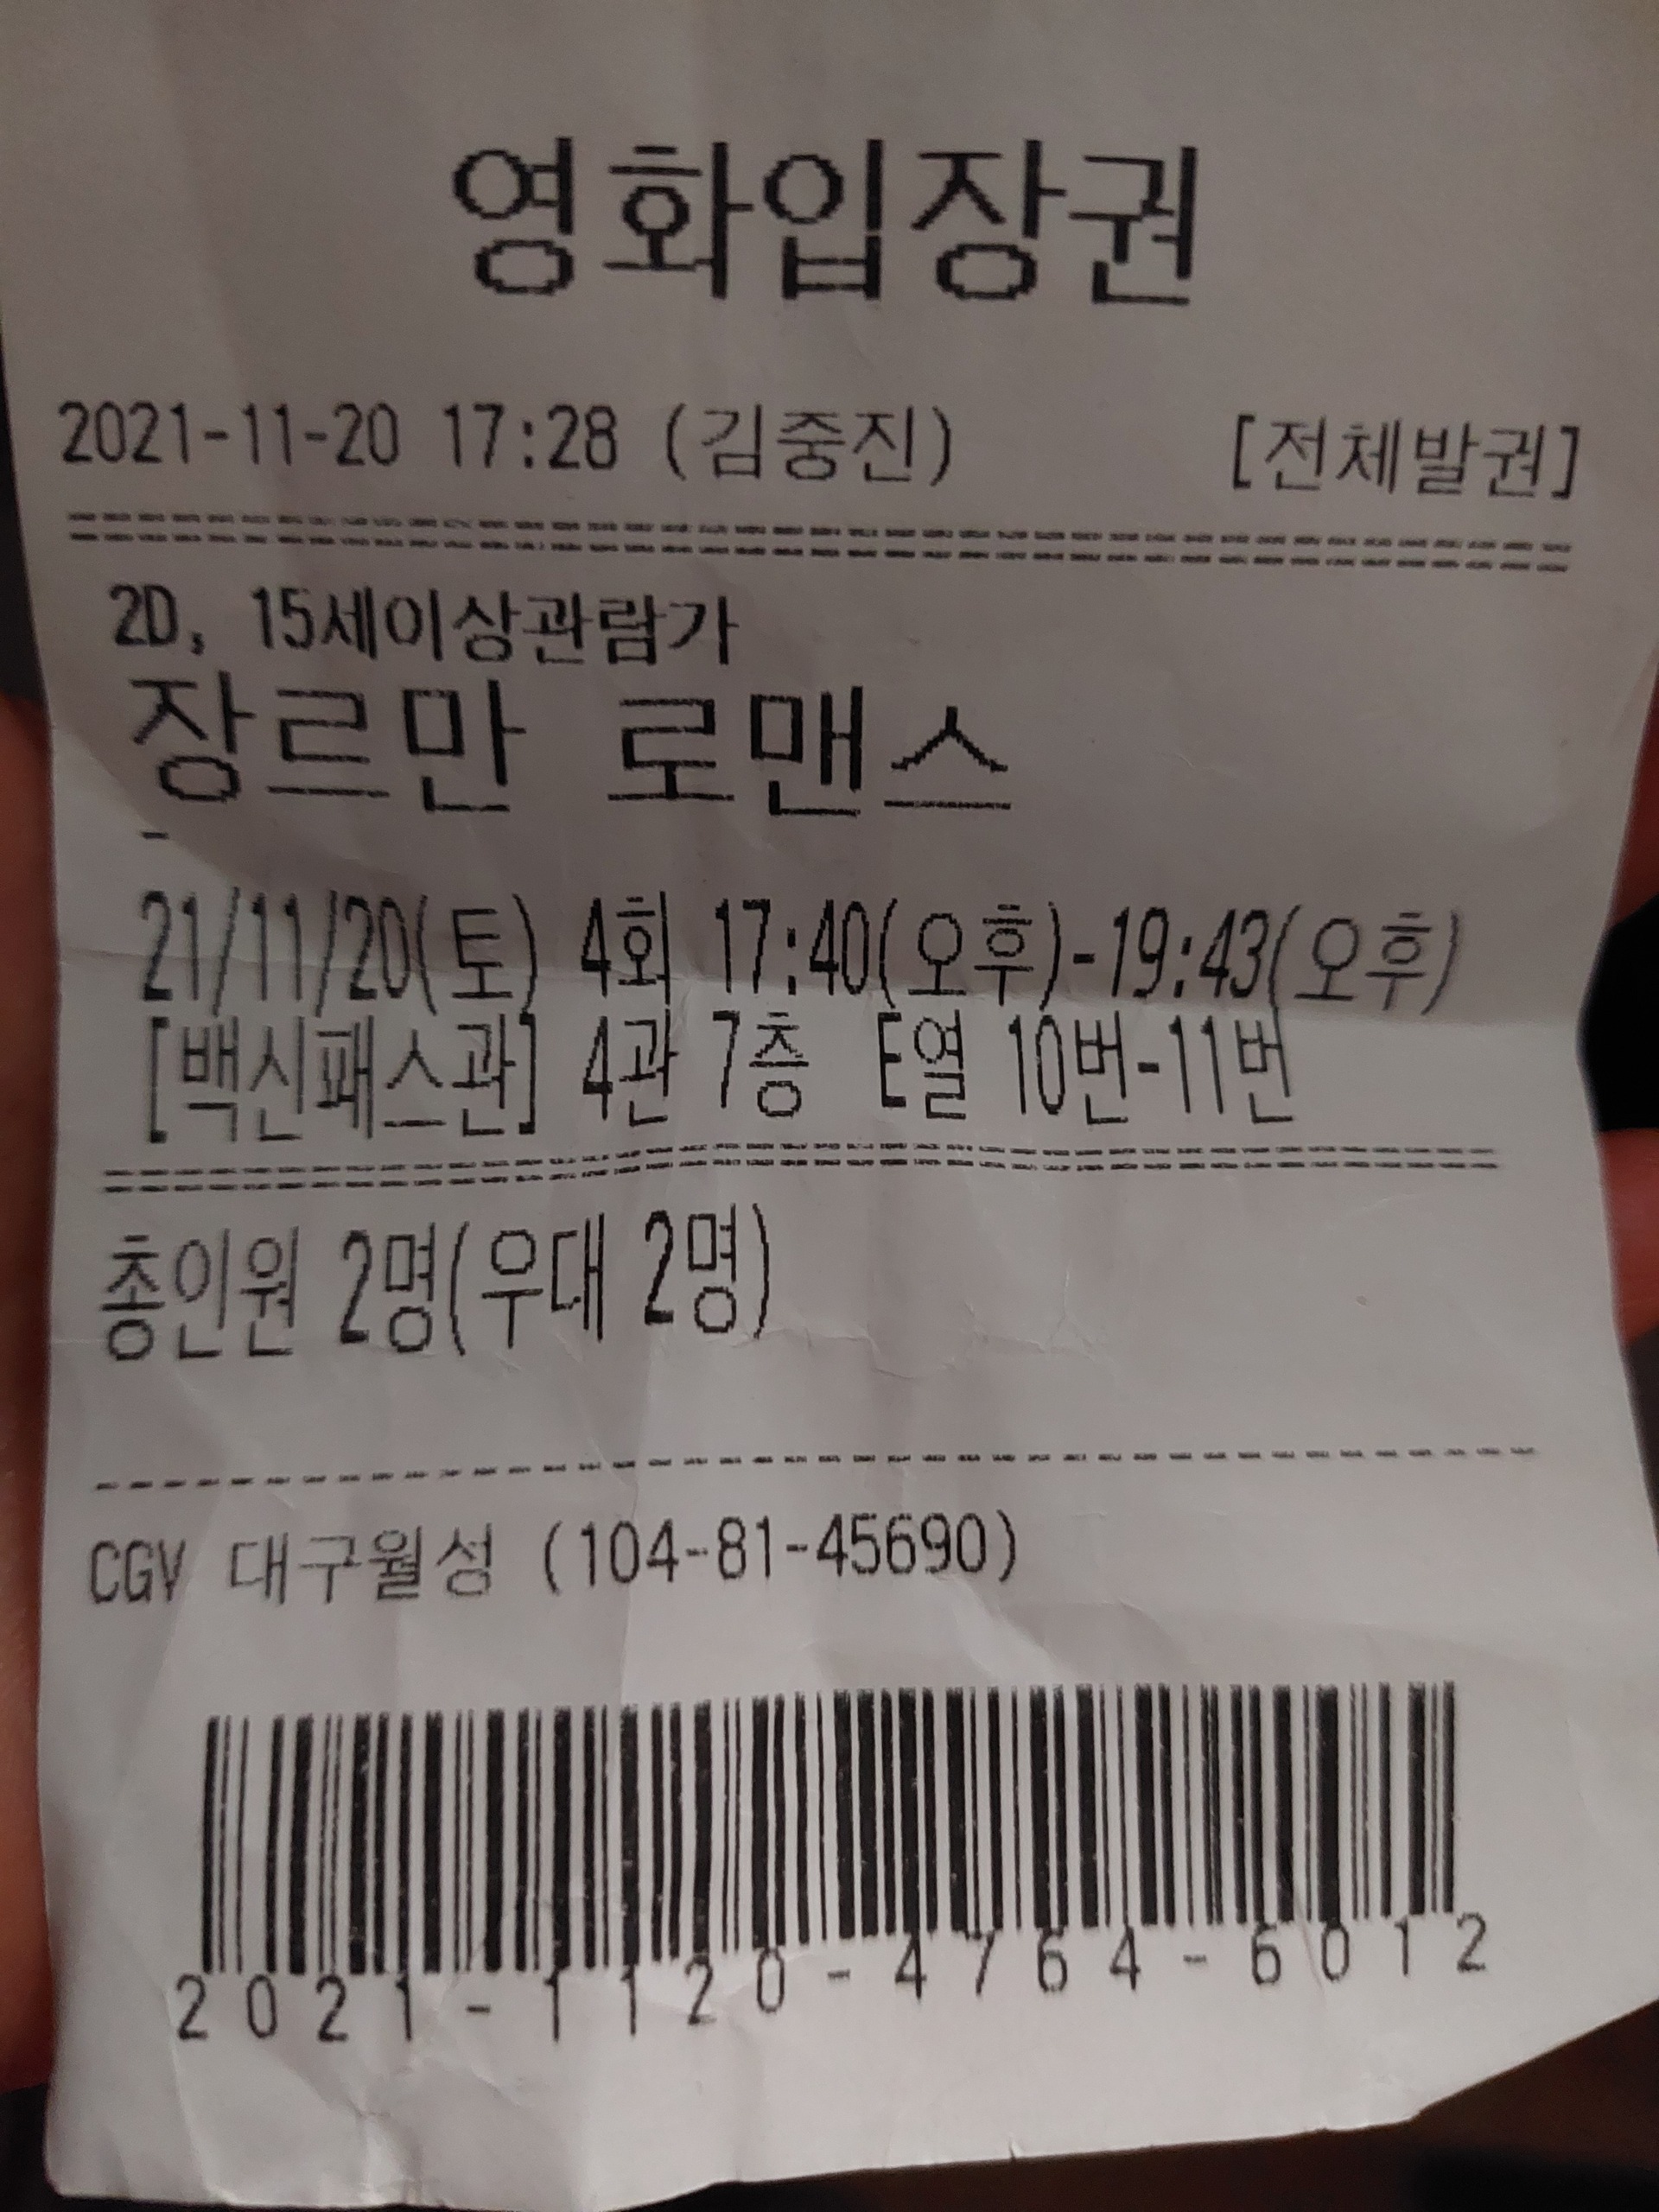 영화입장권
2021-11-20 17:28 (김중진) [전체발권]
2D, 15세이상관람가
장르만 로맨스
-
21/11/20(토) 4회 17:40(오후)-19:43(오후)
[백신패스관] 4관 7층 E열 10번-11번
총인원 2명(우대 2명)
CGV 대구월성 (104-81-45690)
2021-1120-4764-6012